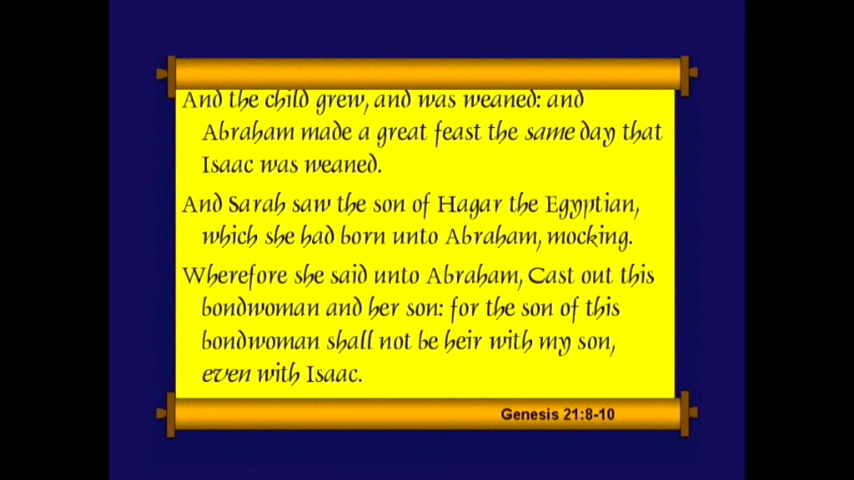 And the child grew, and was weaned: and
Abraham made a great feast the same day that
Isaac was weaned.
And Sarah saw the son of Hagar the Egyptian,
which she had born unto Abraham, mocking.
Wherefore she said unto Abraham, Cast out this
bondwoman and her son: for the son of this
bondwoman shall not be heir with my son,
even with Isaac.
Genesis 21:8-10